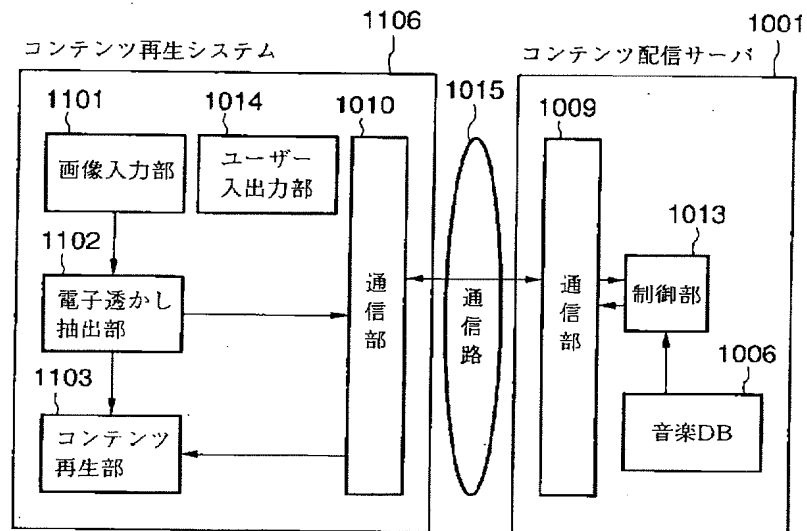 1106
コンテンツ再生システム
1001
コンテンツ配信サーバ
1101
1014
1010
1015
1009
画像入力部
ユーザー
入出力部
1102
電子透かし
抽出部
通信部
通信路
通信部
1013
制御部
1103
コンテンツ
再生部
1006
音楽DB